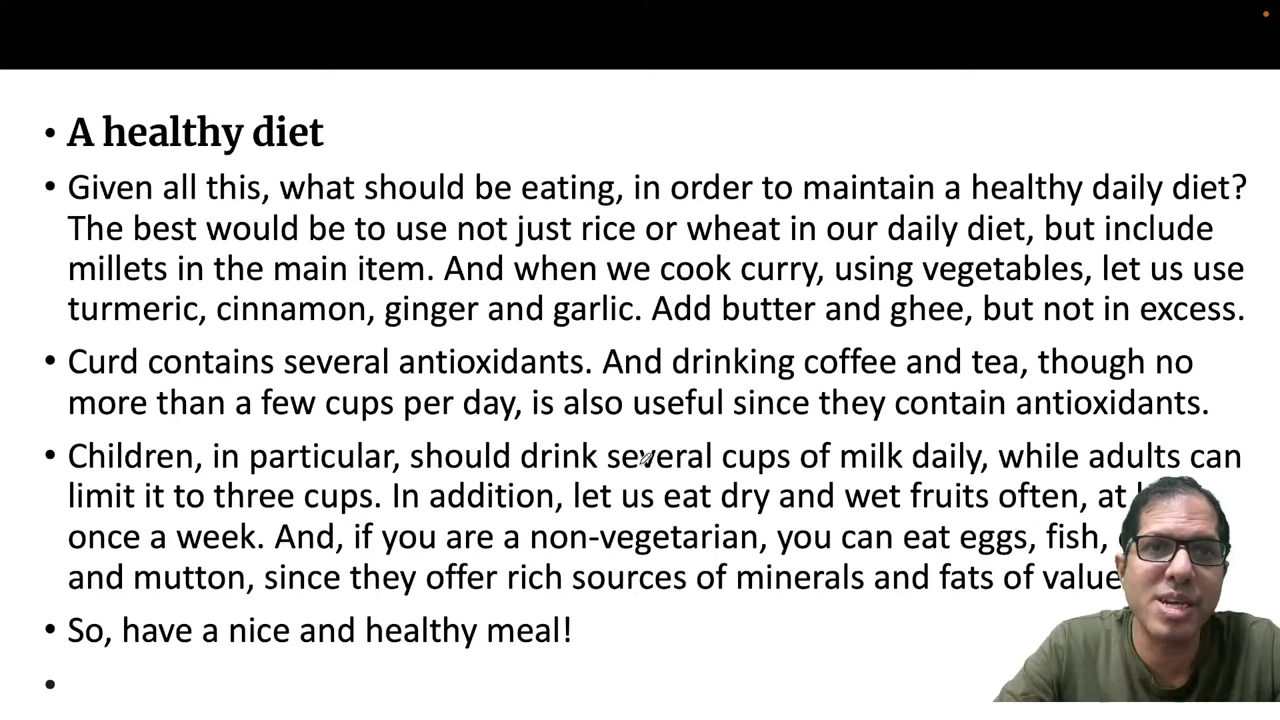 • A healthy diet
• Given all this, what should be eating, in order to maintain a healthy daily diet?
The best would be to use not just rice or wheat in our daily diet, but include
millets in the main item. And when we cook curry, using vegetables, let us use
turmeric, cinnamon, ginger and garlic. Add butter and ghee, but not in excess.
• Curd contains several antioxidants. And drinking coffee and tea, though no
more than a few cups per day, is also useful since they contain antioxidants.
• Children, in particular, should drink several cups of milk daily, while adults can
limit it to three cups. In addition, let us eat dry and wet fruits often, at
once a week. And, if you are a non-vegetarian, you can eat eggs, fish,
and mutton, since they offer rich sources of minerals and fats of value
• So, have a nice and healthy meal!
•